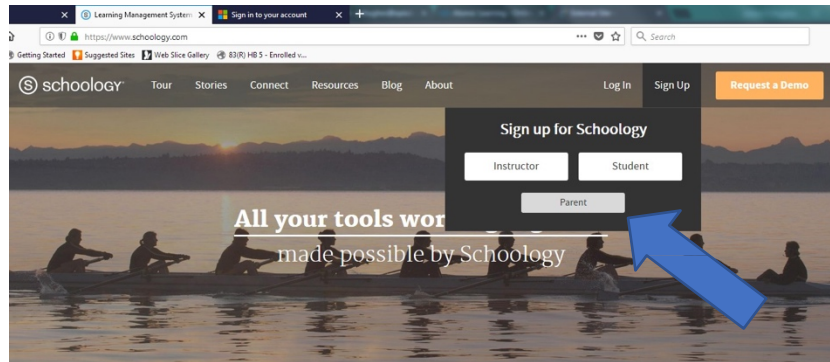 Learning Management System
Sign in to your account
https://www.schoology.com
Search
Getting Started Suggested Sites Web Slice Gallery 83(R) HB 5 - Enrolled v...
S schoology Tour Stories Connect Resources Blog About Log In Sign Up Request a Demo
Sign up for Schoology
Instructor Student
Parent
All your tools
made possible by Schoology